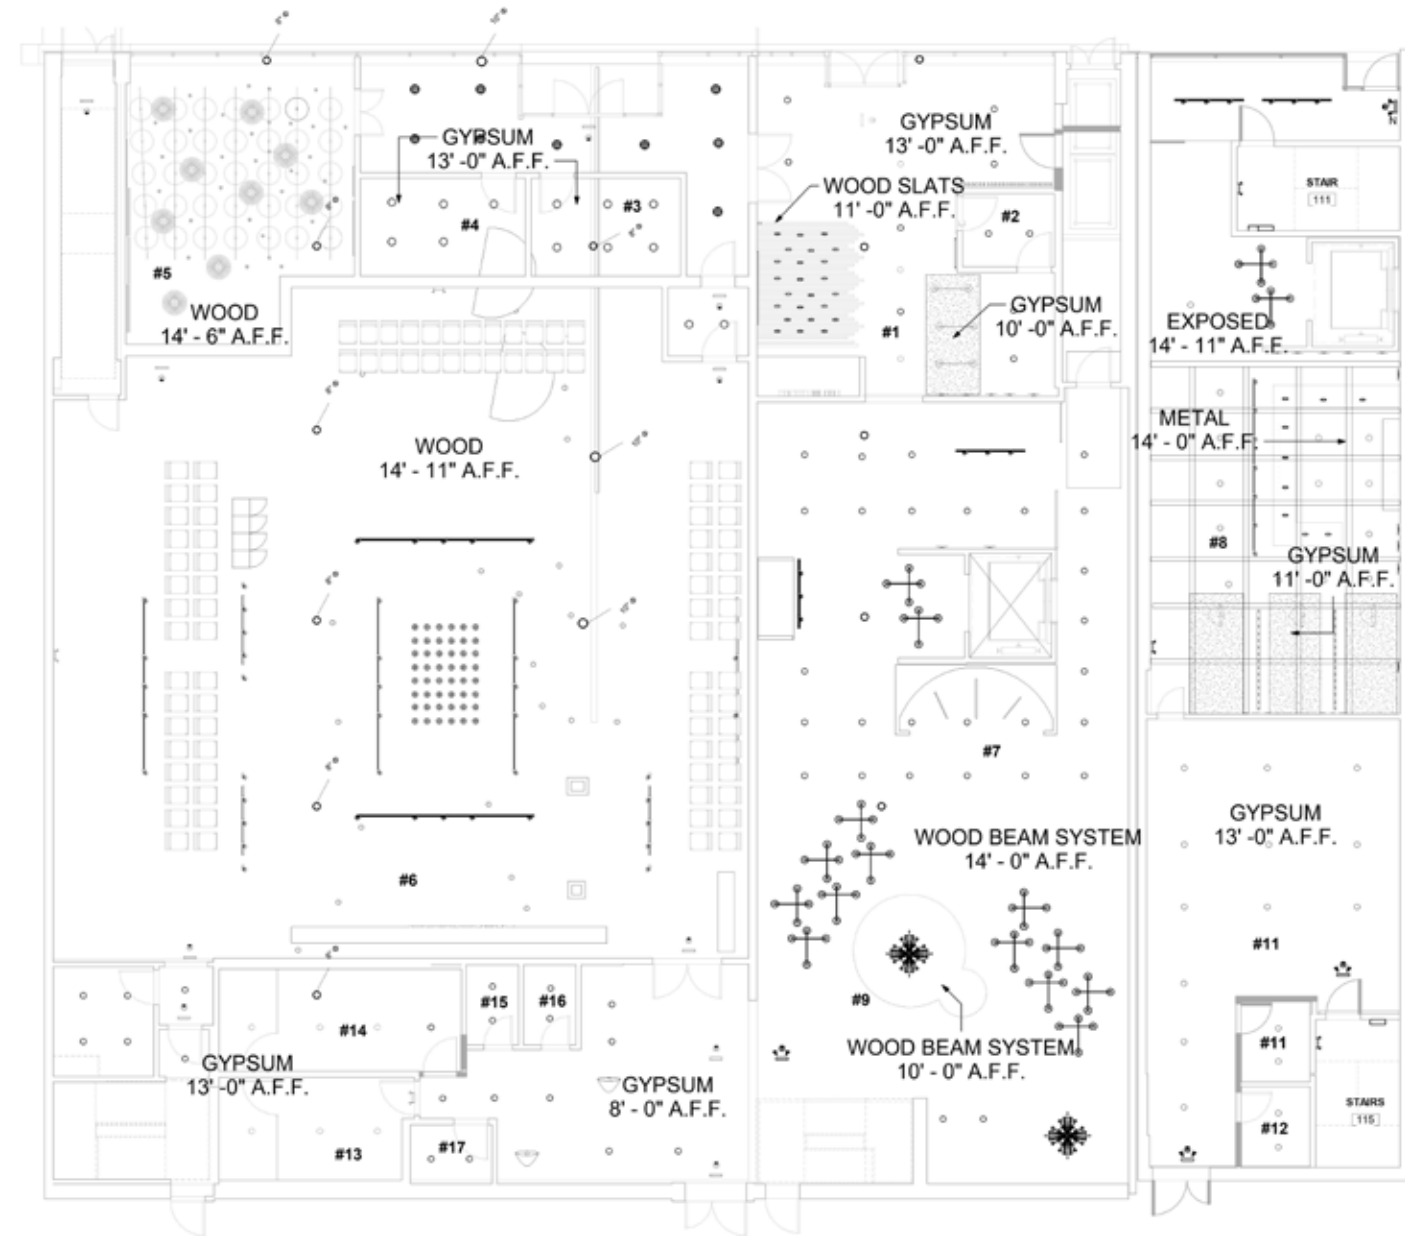 GYPSUM
13' -0" A.F.F.
GYPSUM
13' -0" A.F.F.
WOOD SLATS
11' -0" A.F.F.
STAIR
111
#4
#3
#2
#5
WOOD
14' - 6" A.F.F.
#1
GYPSUM
10' -0" A.F.F.
EXPOSED
14' - 11" A.F.F.
WOOD
14' - 11" A.F.F.
METAL
14' - 0" A.F.F.
#8
GYPSUM
11' -0" A.F.F.
#7
WOOD BEAM SYSTEM
14' - 0" A.F.F.
GYPSUM
13' -0" A.F.F.
#6
#11
#9
WOOD BEAM SYSTEM
10' - 0" A.F.F.
#15
#16
#14
GYPSUM
13' -0" A.F.F.
GYPSUM
8' - 0" A.F.F.
#11
#12
STAIRS
115
#13
#17